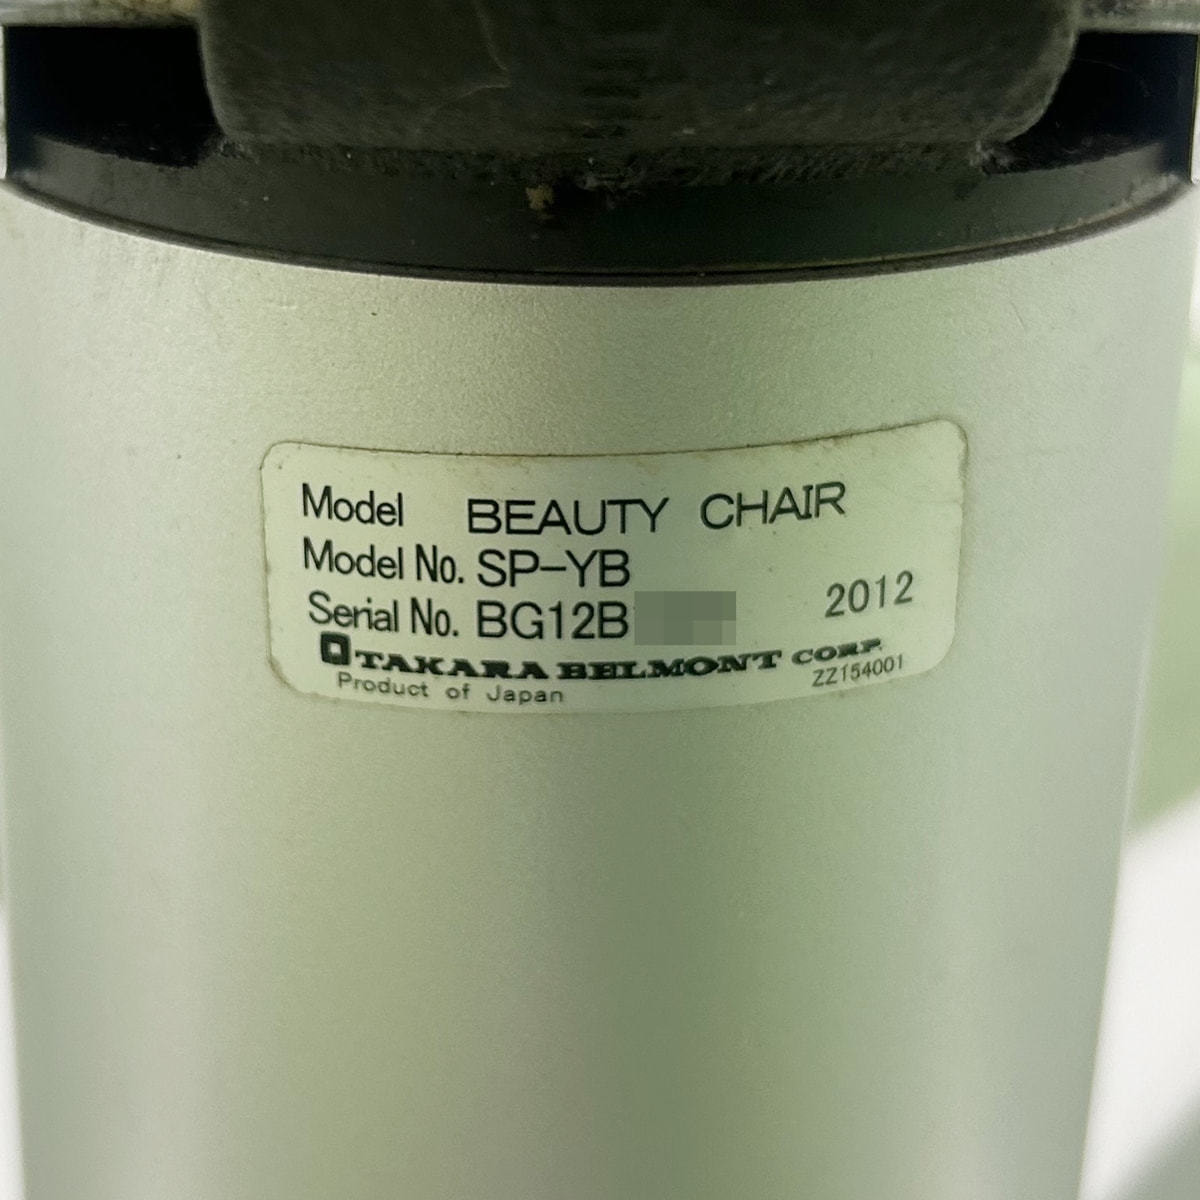 Model BEAUTY CHAIR
Model No. SP-YB
Serial No. BG12B
2012
TAKARA BELMONT CORP.
Product of Japan
ZZ154001